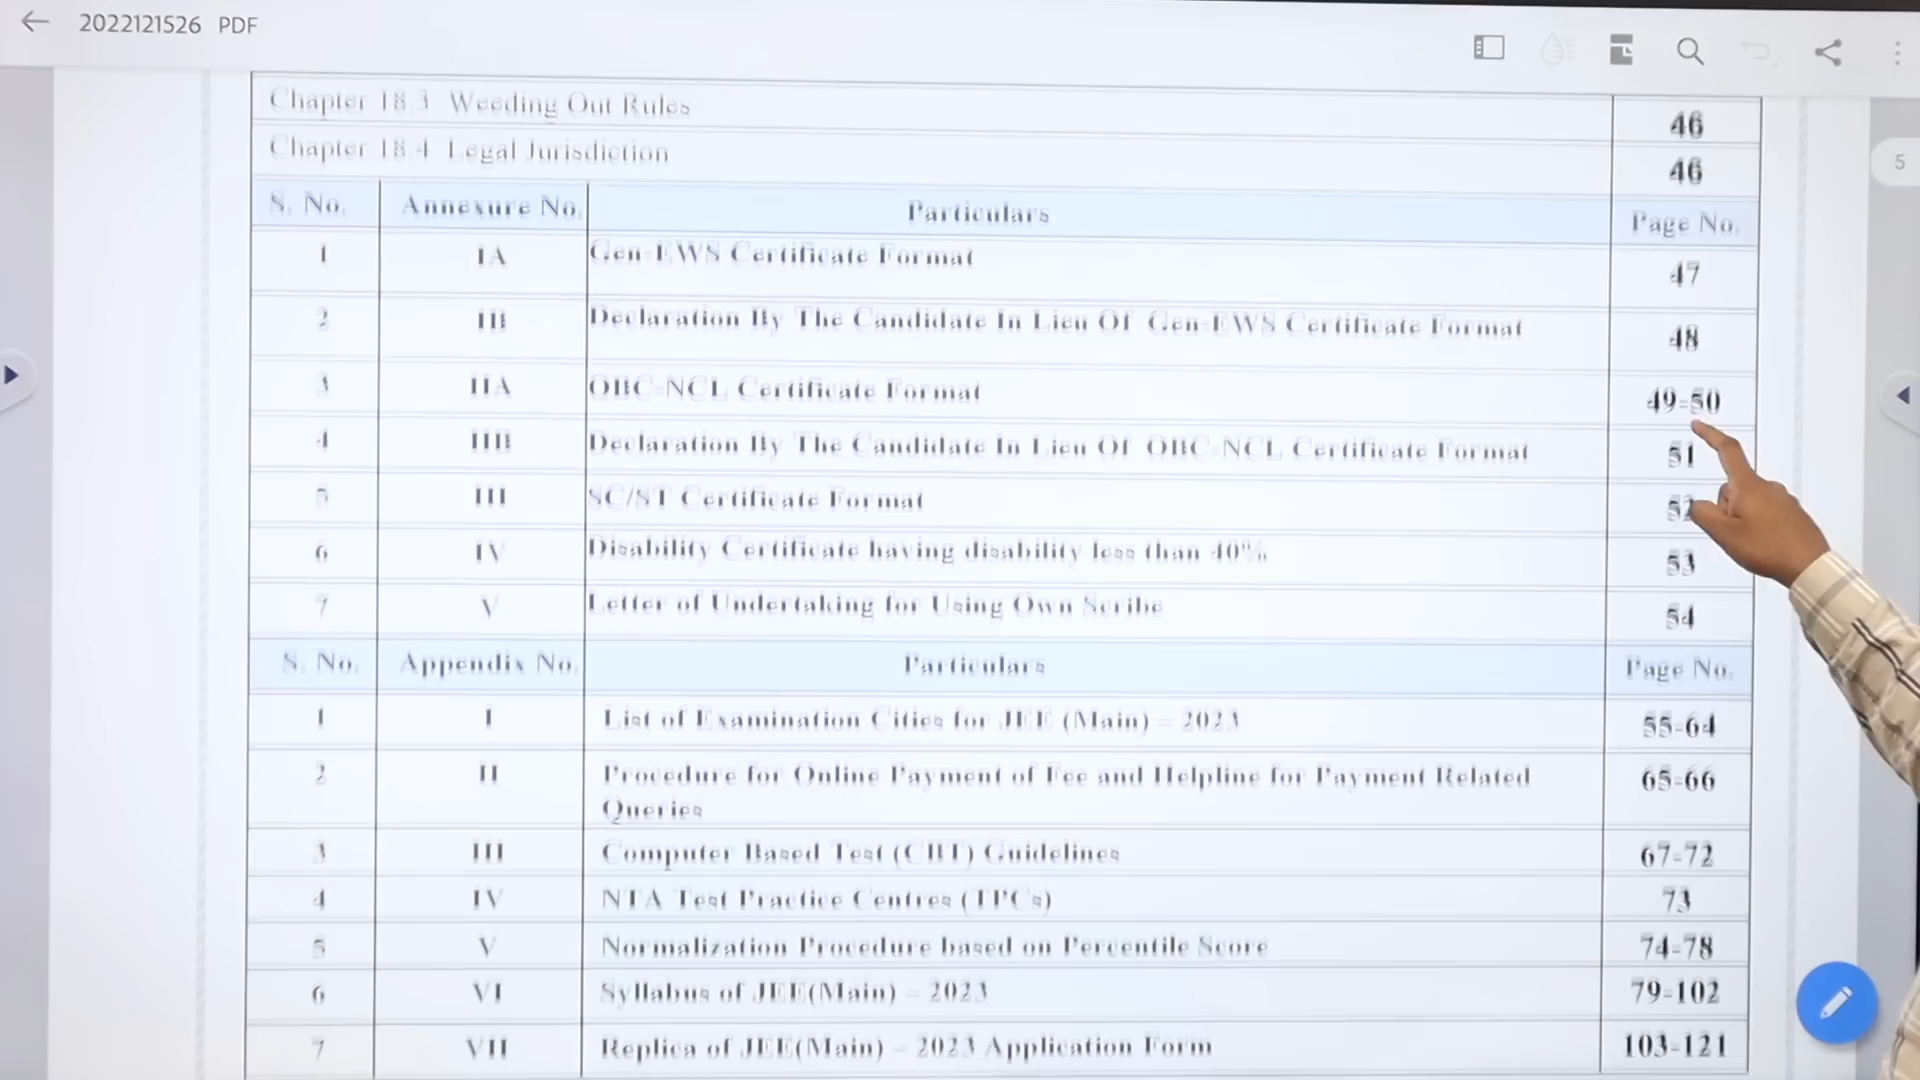 2022121526 PDF
5
Chapter 18.3 Weeding Out Rules 46
Chapter 18.4 Legal Jurisdiction 46
S. No. Annexure No. Particulars Page No.
1 IA Gen-EWS Certificate Format 47
2 IB Declaration By The Candidate In Lieu Of Gen-EWS Certificate Format 48
3 IIA OBC-NCL Certificate Format 49-50
4 IIB Declaration By The Candidate In Lieu Of OBC-NCL Certificate Format 51
5 III SC/ST Certificate Format 52
6 IV Disability Certificate having disability less than 40% 53
7 V Letter of Undertaking for Using Own Scribe 54
S. No. Appendix No. Particulars Page No.
1 I List of Examination Cities for JEE (Main) – 2023 55-64
2 II Procedure for Online Payment of Fee and Helpline for Payment Related 65-66
Queries
3 III Computer Based Test (CBT) Guidelines 67-72
4 IV NTA Test Practice Centres (TPCs) 73
5 V Normalization Procedure based on Percentile Score 74-78
6 VI Syllabus of JEE(Main) – 2023 79-102
7 VII Replica of JEE(Main) – 2023 Application Form 103-121